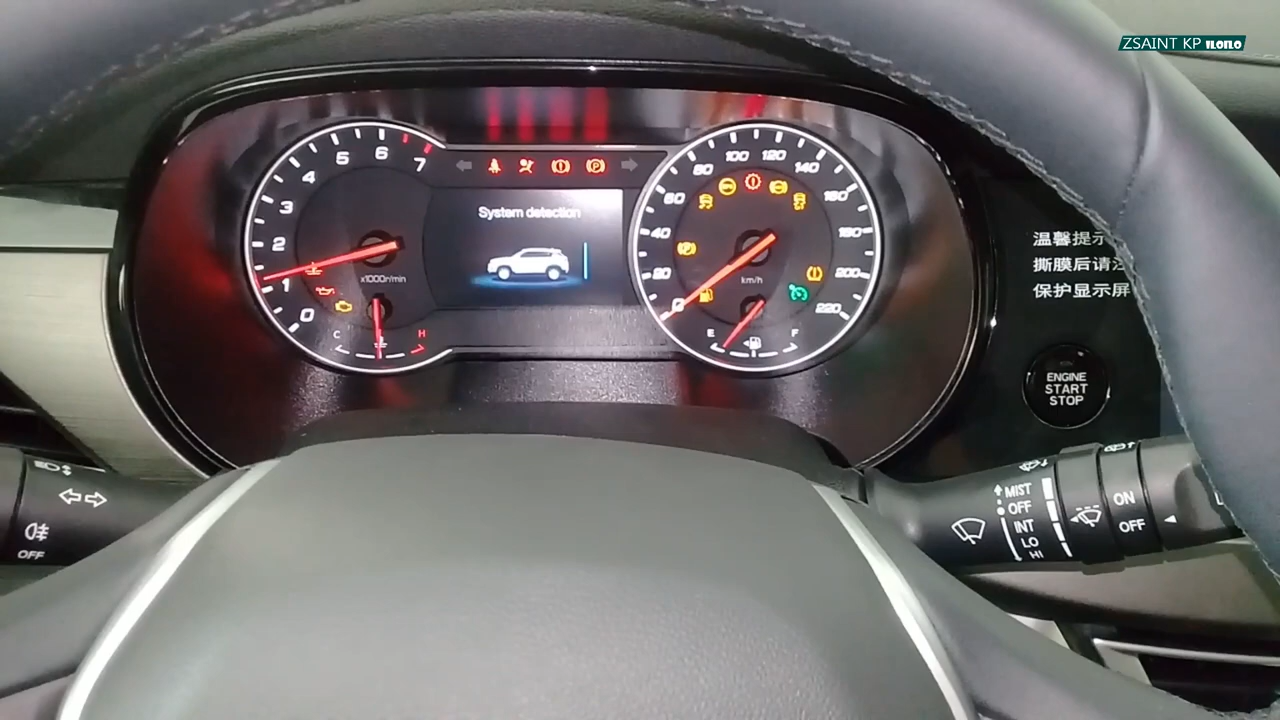 ZSAINT KP ILOILO
0
1
2
3
4
5
6
7
x1000r/min
C
H
System detection
0
20
40
60
80
100
120
140
160
180
200
220
km/h
E
F
温馨提示
撕膜后请注
保护显示屏
ENGINE
START
STOP
OFF
MIST
OFF
INT
LO
HI
ON
OFF